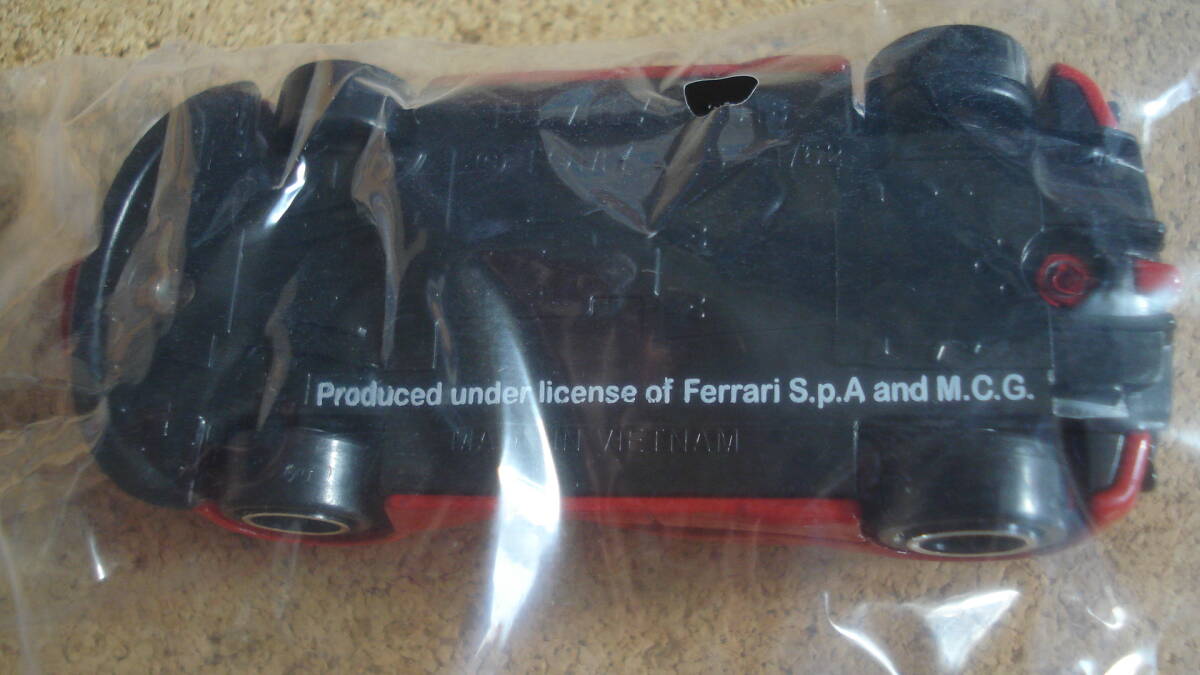 Produced under license of Ferrari S.p.A and M.C.G.
MADE IN VIETNAM